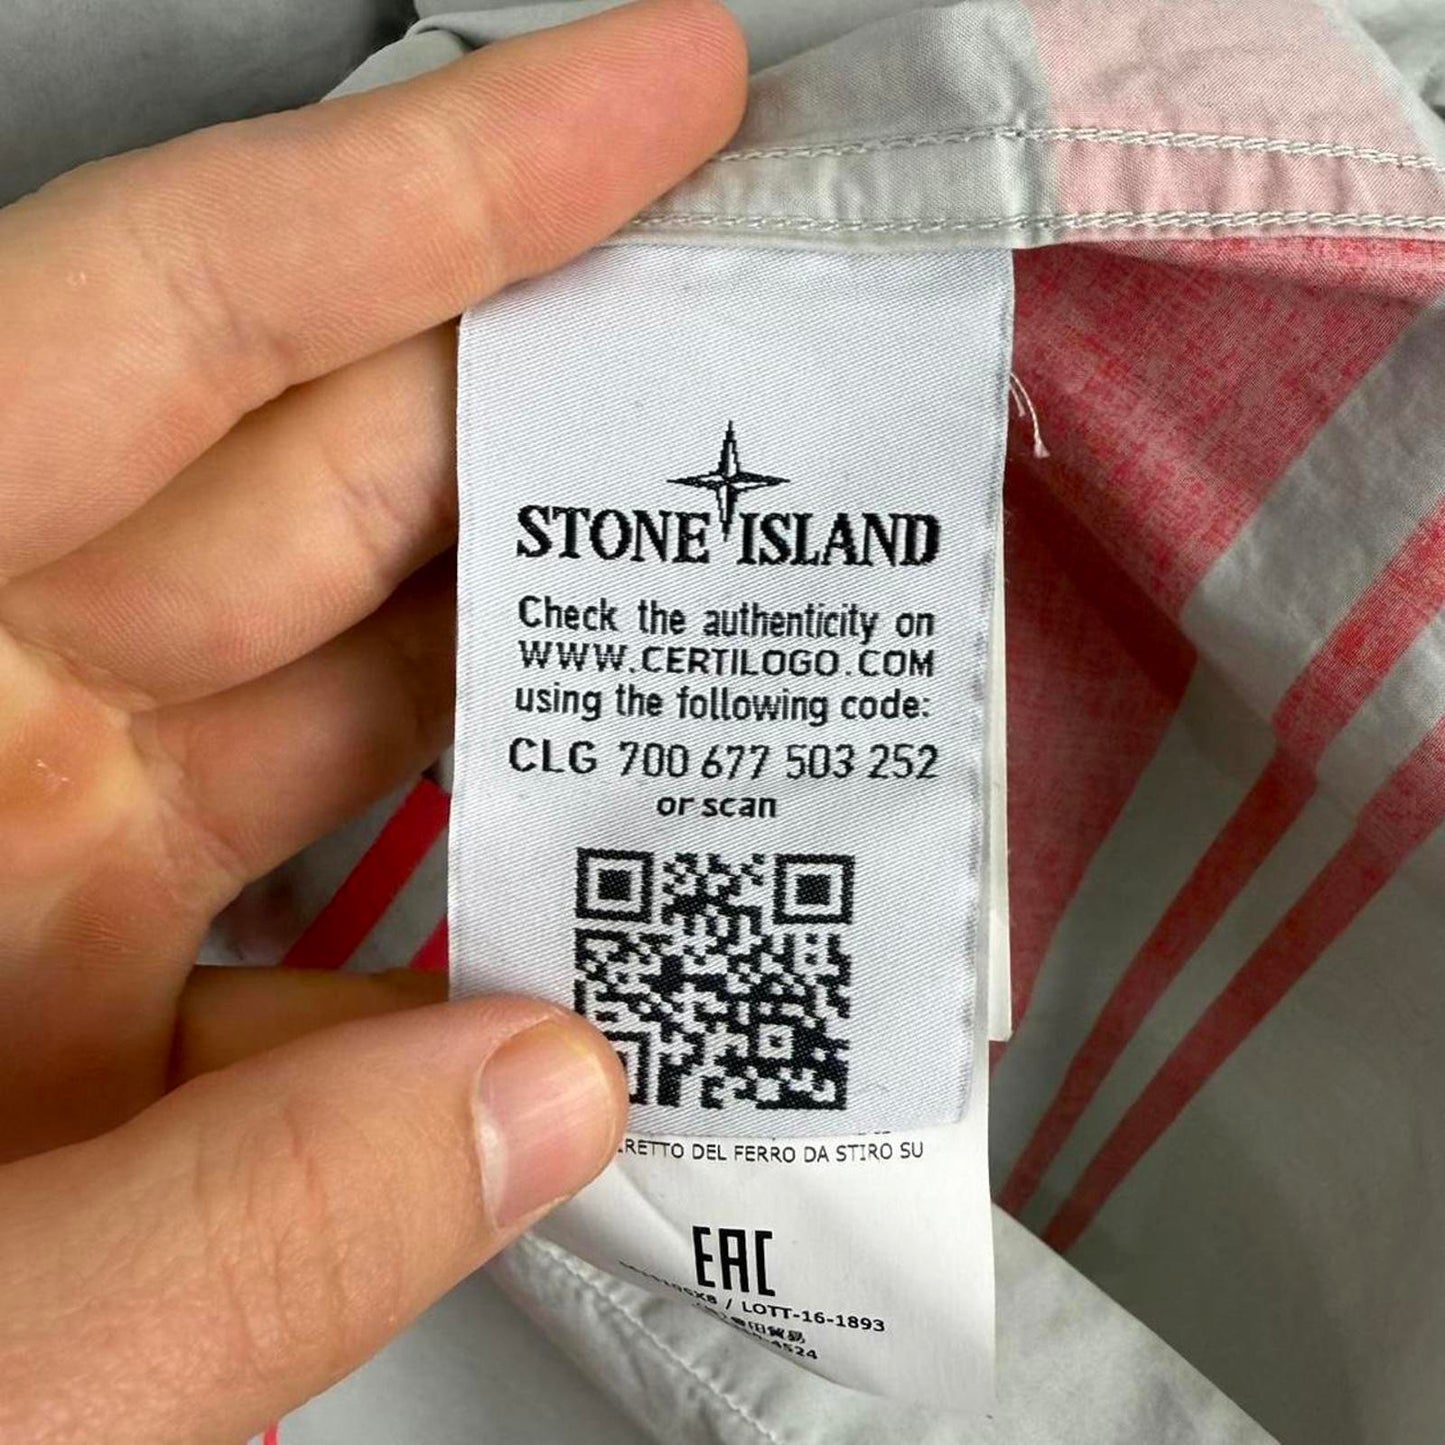 STONE ISLAND
Check the authenticity on
WWW.CERTILOGO.COM
using the following code:
CLG 700 677 503 252
or scan
DEL FERRO DA STIRO SU
EAC
/ LOTT-16-1893